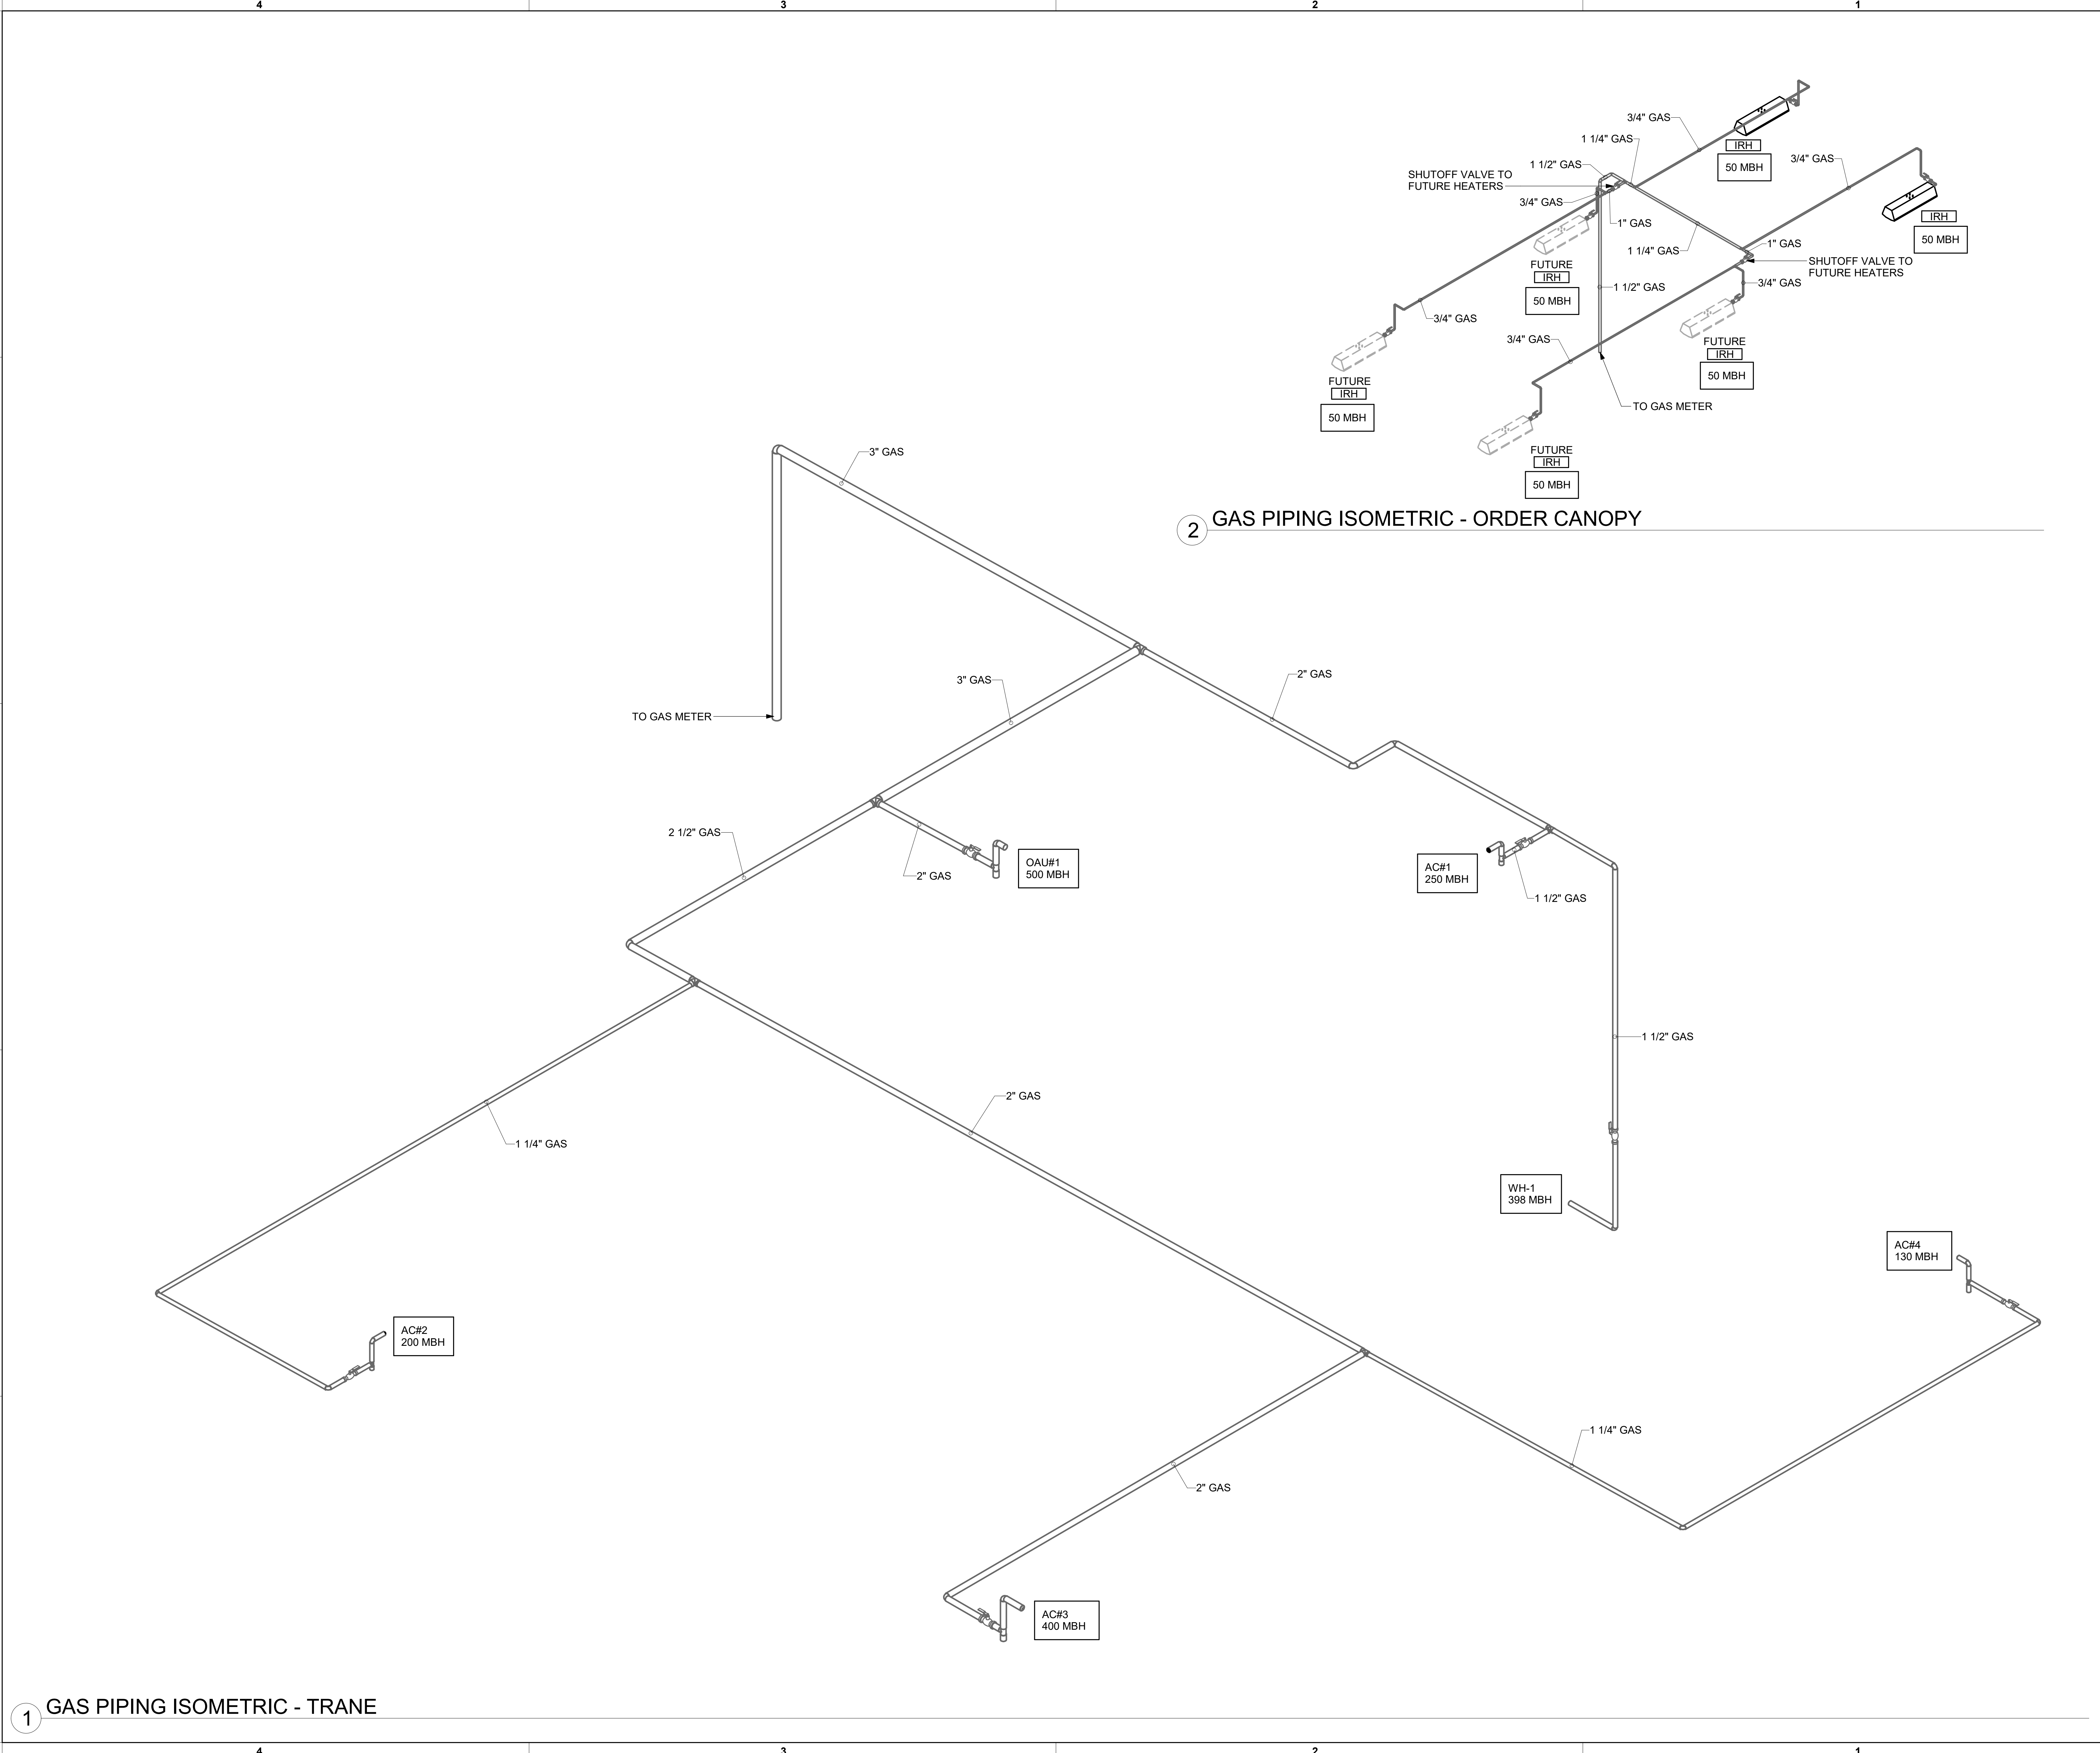 4 3 2 1
3/4" GAS
1 1/4" GAS
IRH
50 MBH
3/4" GAS
1 1/2" GAS
SHUTOFF VALVE TO
FUTURE HEATERS
3/4" GAS
1" GAS
IRH
50 MBH
1 1/4" GAS
1" GAS
SHUTOFF VALVE TO
FUTURE HEATERS
FUTURE
IRH
50 MBH
1 1/2" GAS
3/4" GAS
3/4" GAS
3/4" GAS
FUTURE
IRH
50 MBH
FUTURE
IRH
50 MBH
TO GAS METER
FUTURE
IRH
50 MBH
2 GAS PIPING ISOMETRIC - ORDER CANOPY
3" GAS
3" GAS
2" GAS
TO GAS METER
2 1/2" GAS
2" GAS
OAU#1
500 MBH
AC#1
250 MBH
1 1/2" GAS
1 1/2" GAS
2" GAS
1 1/4" GAS
WH-1
398 MBH
AC#4
130 MBH
AC#2
200 MBH
1 1/4" GAS
2" GAS
AC#3
400 MBH
1 GAS PIPING ISOMETRIC - TRANE
4 3 2 1